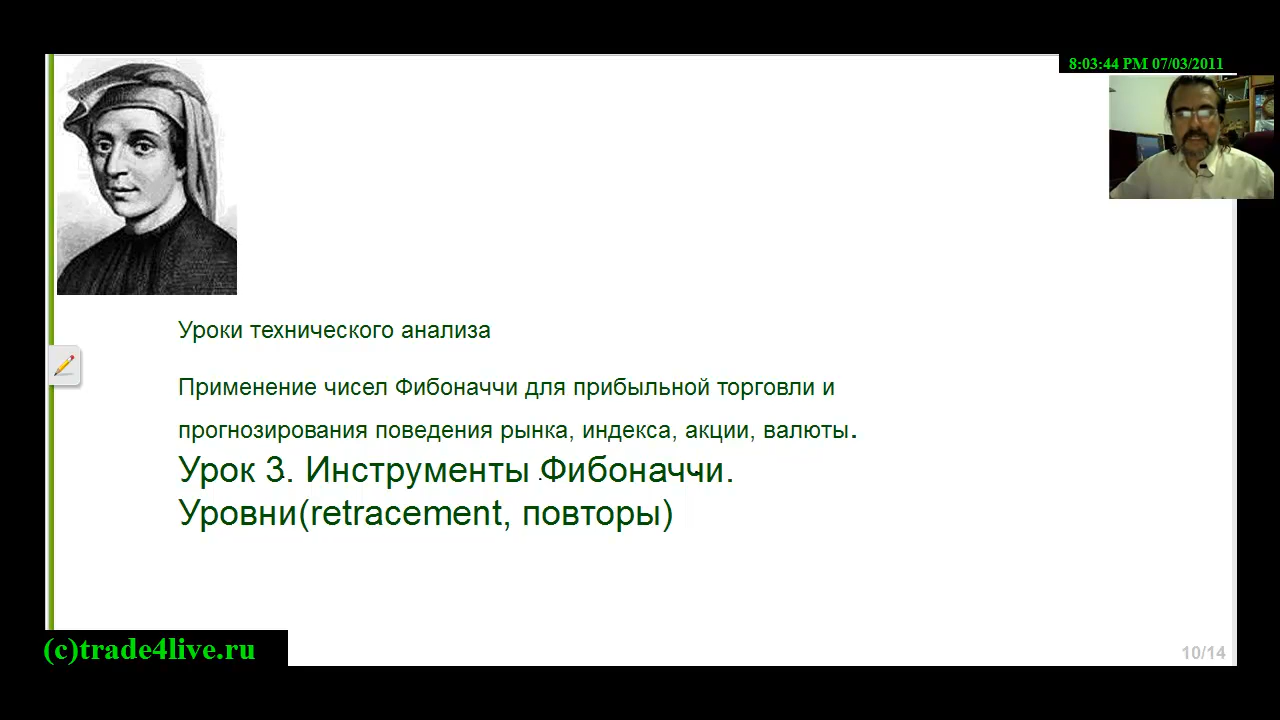 8:03:44 PM 07/03/2011
Уроки технического анализа
Применение чисел Фибоначчи для прибыльной торговли и
прогнозирования поведения рынка, индекса, акции, валюты.
Урок 3. Инструменты Фибоначчи.
Уровни(retracement, повторы)
(c)trade4live.ru
10/14